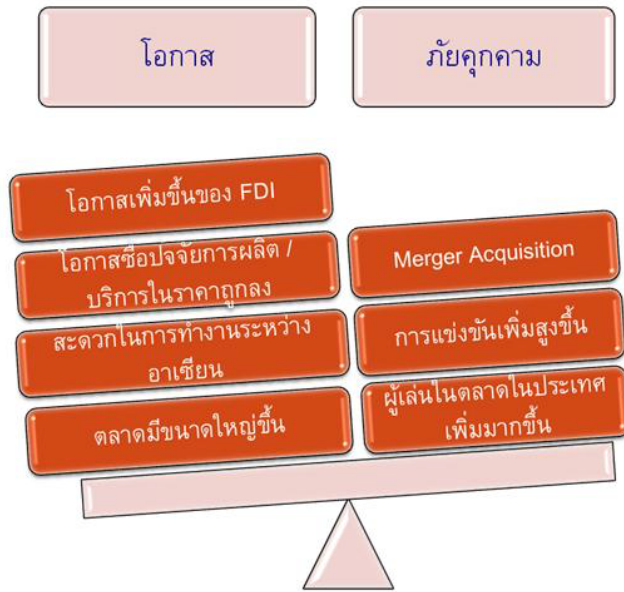 โอกาส
ภัยคุกคาม
โอกาสเพิ่มขึ้นของ FDI
โอกาสซื้อปัจจัยการผลิต /
บริการในราคาถูกลง
สะดวกในการทำงานระหว่าง
อาเซียน
ตลาดมีขนาดใหญ่ขึ้น
Merger Acquisition
การแข่งขันเพิ่มสูงขึ้น
ผู้เล่นในตลาดในประเทศ
เพิ่มมากขึ้น